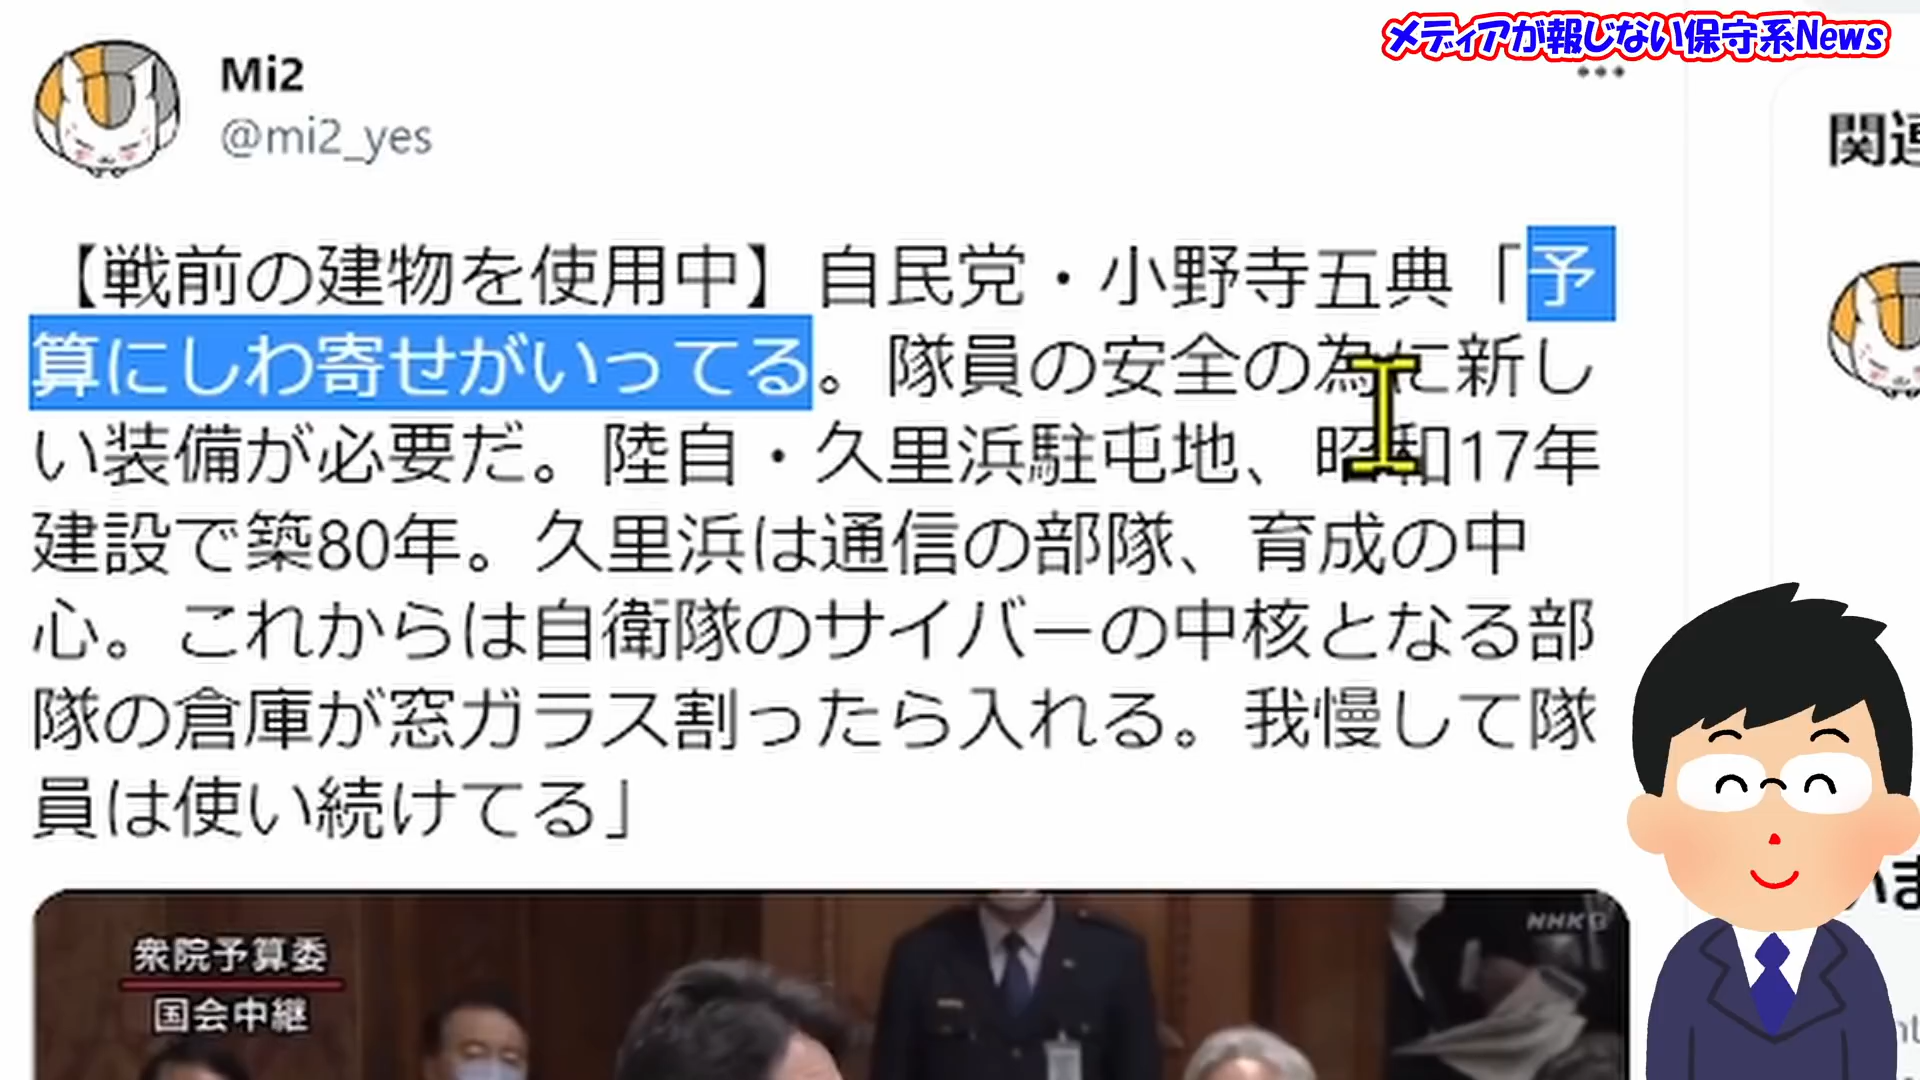 メディアが報じない保守系News
Mi2
@mi2_yes
関連
【戦前の建物を使用中】自民党・小野寺五典「予
算にしわ寄せがいってる。隊員の安全の為に新し
い装備が必要だ。陸自・久里浜駐屯地、昭和17年
建設で築80年。久里浜は通信の部隊、育成の中
心。これからは自衛隊のサイバーの中核となる部
隊の倉庫が窓ガラス割ったら入れる。我慢して隊
員は使い続けてる」
衆院予算委
国会中継
NHK G